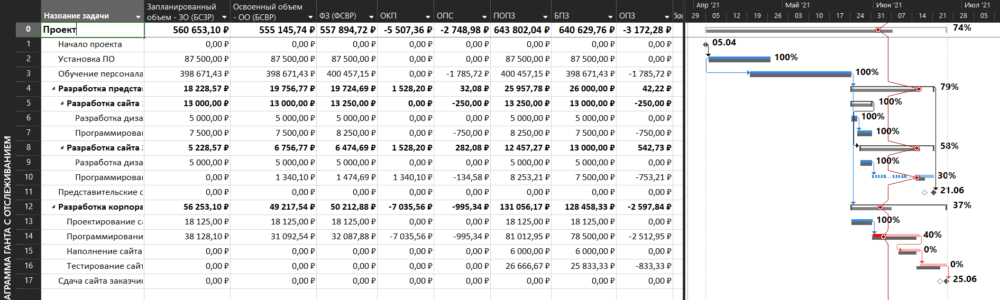 Название задачи	Запланированный объем - ЗО (БСЗР)	Освоенный объем - ОО (БСВР)	ФЗ (ФСВР)	ОКП	ОПС	ПОПЗ	БПЗ	ОПЗ
0	Проект	560 653,10 ₽	555 145,74 ₽	557 894,72 ₽	-5 507,36 ₽	-2 748,98 ₽	643 802,04 ₽	640 629,76 ₽	-3 172,28 ₽
1	Начало проекта	0,00 ₽	0,00 ₽	0,00 ₽	0,00 ₽	0,00 ₽	0,00 ₽	0,00 ₽	0,00 ₽
2	Установка ПО	87 500,00 ₽	87 500,00 ₽	87 500,00 ₽	0,00 ₽	0,00 ₽	87 500,00 ₽	87 500,00 ₽	0,00 ₽
3	Обучение персонала	398 671,43 ₽	398 671,43 ₽	400 457,15 ₽	0,00 ₽	-1 785,72 ₽	400 457,15 ₽	398 671,43 ₽	-1 785,72 ₽
4	Разработка предста	18 228,57 ₽	19 756,77 ₽	19 724,69 ₽	1 528,20 ₽	32,08 ₽	25 957,78 ₽	26 000,00 ₽	42,22 ₽
5	Разработка сайта	13 000,00 ₽	13 000,00 ₽	13 250,00 ₽	0,00 ₽	-250,00 ₽	13 250,00 ₽	13 000,00 ₽	-250,00 ₽
6	Разработка диза	5 000,00 ₽	5 000,00 ₽	5 000,00 ₽	0,00 ₽	0,00 ₽	5 000,00 ₽	5 000,00 ₽	0,00 ₽
7	Программирова	7 500,00 ₽	7 500,00 ₽	8 250,00 ₽	0,00 ₽	-750,00 ₽	8 250,00 ₽	7 500,00 ₽	-750,00 ₽
8	Разработка сайта	5 228,57 ₽	6 756,77 ₽	6 474,69 ₽	1 528,20 ₽	282,08 ₽	12 457,27 ₽	13 000,00 ₽	542,73 ₽
9	Разработка диза	5 000,00 ₽	5 000,00 ₽	5 000,00 ₽	0,00 ₽	0,00 ₽	5 000,00 ₽	5 000,00 ₽	0,00 ₽
10	Программирова	0,00 ₽	1 340,10 ₽	1 474,69 ₽	1 340,10 ₽	-134,58 ₽	8 253,21 ₽	7 500,00 ₽	-753,21 ₽
11	Представительские с	0,00 ₽	0,00 ₽	0,00 ₽	0,00 ₽	0,00 ₽	0,00 ₽	0,00 ₽	0,00 ₽
12	Разработка корпора	56 253,10 ₽	49 217,54 ₽	50 212,88 ₽	-7 035,56 ₽	-995,34 ₽	131 056,17 ₽	128 458,33 ₽	-2 597,84 ₽
13	Проектирование са	18 125,00 ₽	18 125,00 ₽	18 125,00 ₽	0,00 ₽	0,00 ₽	18 125,00 ₽	18 125,00 ₽	0,00 ₽
14	Программировани	38 128,10 ₽	31 092,54 ₽	32 087,88 ₽	-7 035,56 ₽	-995,34 ₽	81 012,95 ₽	78 500,00 ₽	-2 512,95 ₽
15	Наполнение сайта	0,00 ₽	0,00 ₽	0,00 ₽	0,00 ₽	0,00 ₽	6 000,00 ₽	6 000,00 ₽	0,00 ₽
16	Тестирование сайт	0,00 ₽	0,00 ₽	0,00 ₽	0,00 ₽	0,00 ₽	26 666,67 ₽	25 833,33 ₽	-833,33 ₽
17	Сдача сайта заказчи	0,00 ₽	0,00 ₽	0,00 ₽	0,00 ₽	0,00 ₽	0,00 ₽	0,00 ₽	0,00 ₽
АГРАММА ГАНТА С ОТСЛЕЖИВАНИЕМ
Апр '21	Май '21	Июн '21	Июл '21
29	05	12	19	26	03	10	17	24	31	07	14	21	28	05
74%
05.04
100%
100%
79%
100%
100%
100%
58%
100%
30%
21.06
37%
100%
40%
0%
0%
25.06